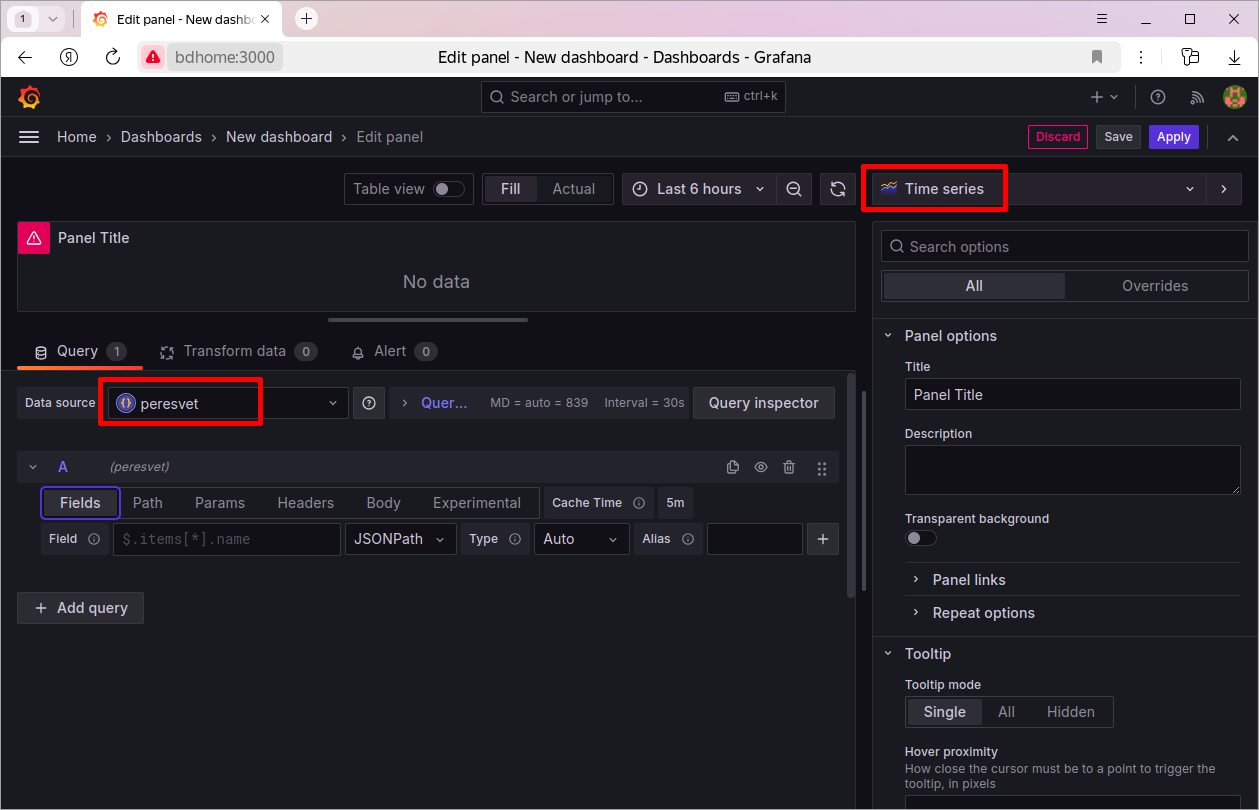 1
Edit panel - New dashb
bdhome:3000
Edit panel - New dashboard - Dashboards - Grafana
Search or jump to...
ctrl+k
Home › Dashboards › New dashboard › Edit panel
Discard
Save
Apply
Table view
Fill
Actual
Last 6 hours
Time series
Panel Title
No data
Query 1
Transform data 0
Alert 0
Data source
peresvet
Quer...
MD = auto = 839
Interval = 30s
Query inspector
A
(peresvet)
Fields
Path
Params
Headers
Body
Experimental
Cache Time
5m
Field
$.items[*].name
JSONPath
Type
Auto
Alias
+ Add query
Search options
All
Overrides
Panel options
Title
Panel Title
Description
Transparent background
Panel links
Repeat options
Tooltip
Tooltip mode
Single
All
Hidden
Hover proximity
How close the cursor must be to a point to trigger the
tooltip, in pixels